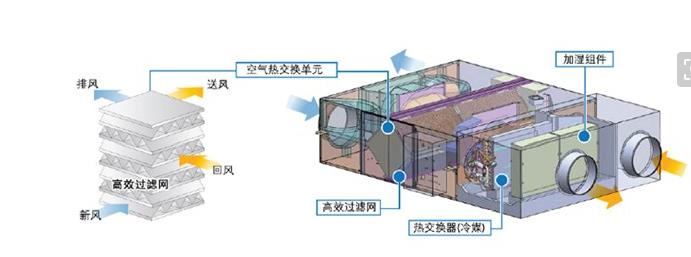 空气热交换单元
加湿组件
排风
送风
回风
高效过滤网
新风
高效过滤网
热交换器(冷媒)